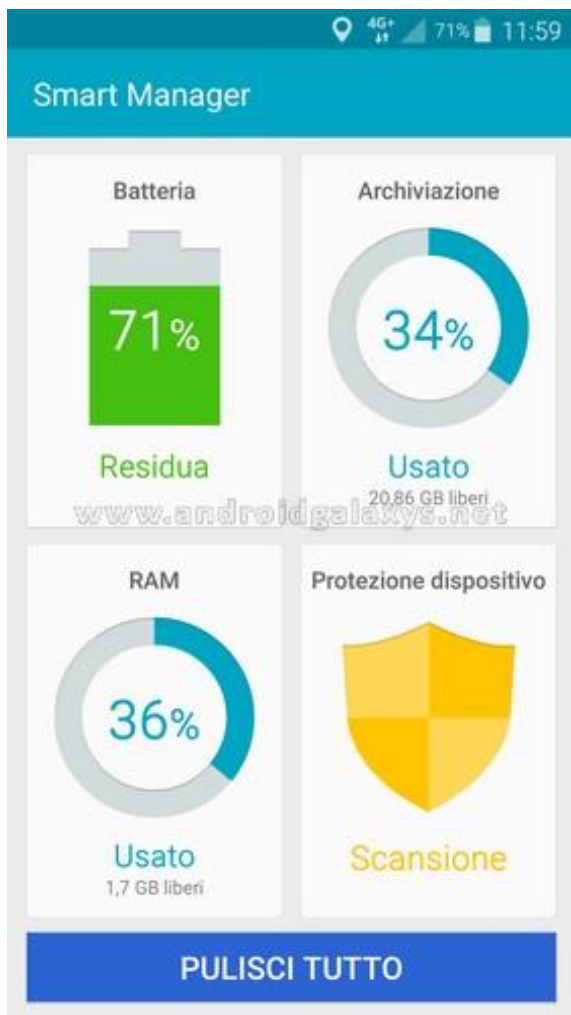 4G+ 71% 11:59
Smart Manager
Batteria
71%
Residua
Archiviazione
34%
Usato
20,86 GB liberi
www.androidgalaxys.net
RAM
36%
Usato
1,7 GB liberi
Protezione dispositivo
Scansione
PULISCI TUTTO